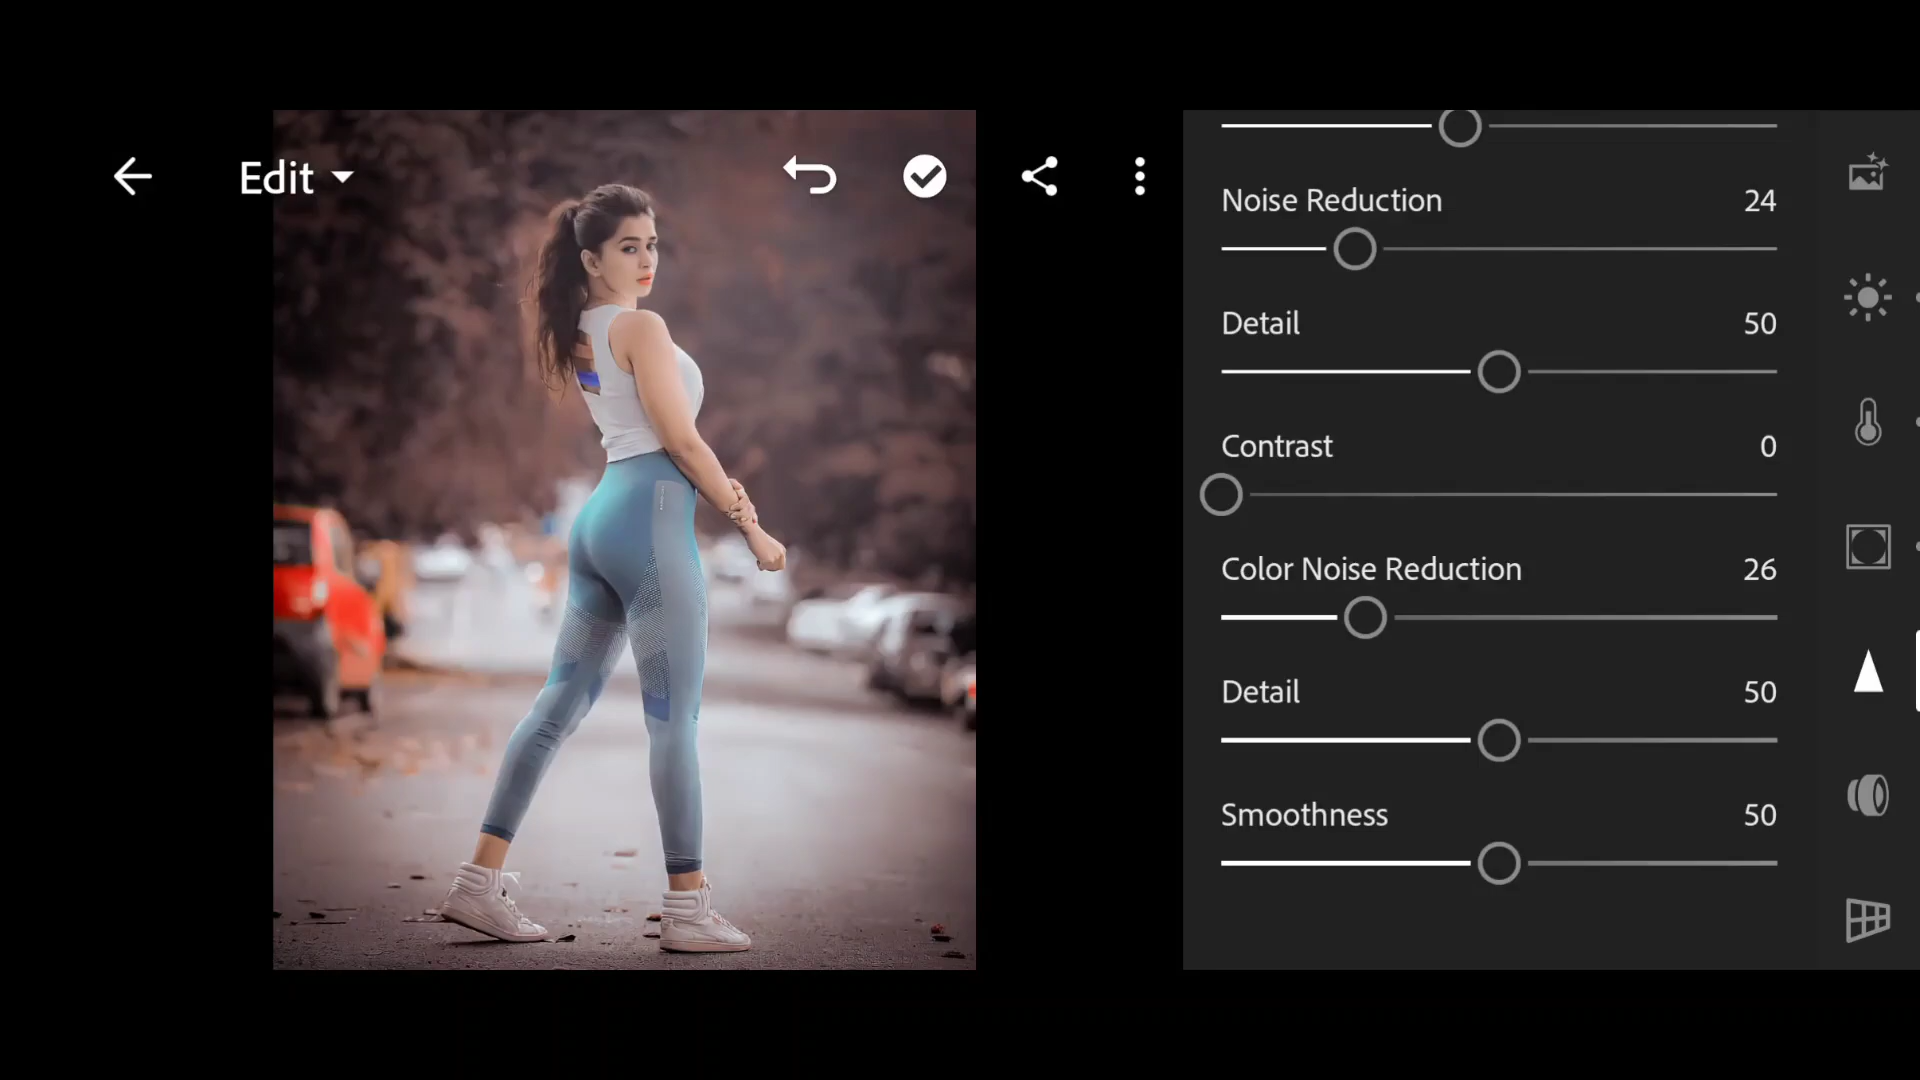 Edit
Noise Reduction 24
Detail 50
Contrast 0
Color Noise Reduction 26
Detail 50
Smoothness 50